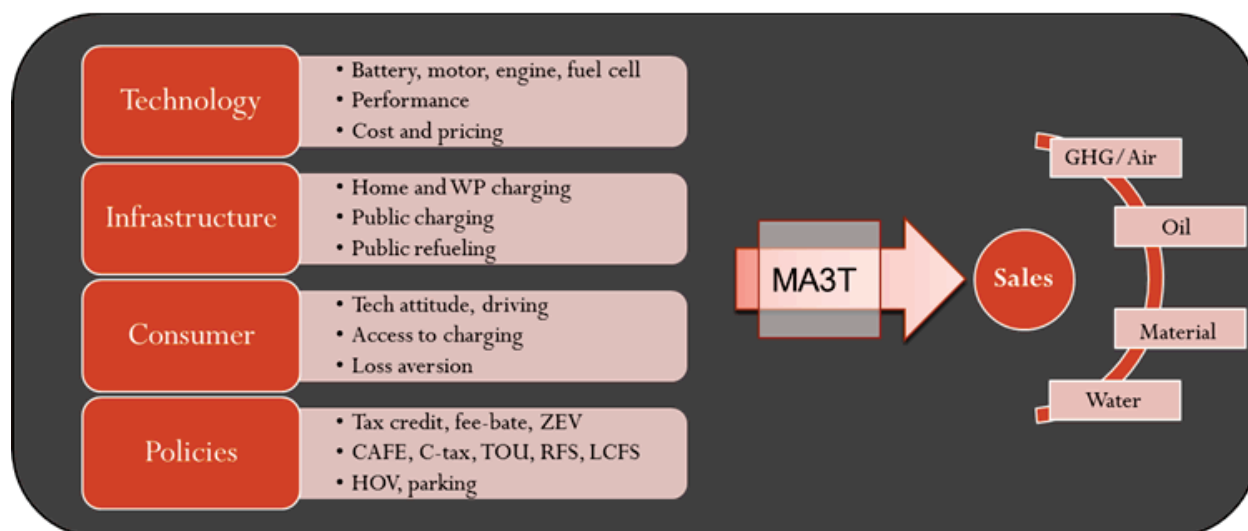 Technology
• Battery, motor, engine, fuel cell
• Performance
• Cost and pricing
Infrastructure
• Home and WP charging
• Public charging
• Public refueling
Consumer
• Tech attitude, driving
• Access to charging
• Loss aversion
Policies
• Tax credit, fee-bate, ZEV
• CAFE, C-tax, TOU, RFS, LCFS
• HOV, parking
MA3T
Sales
GHG/Air
Oil
Material
Water